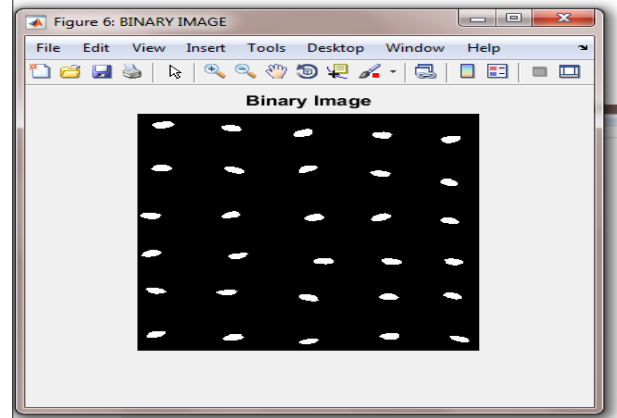 Figure 6: BINARY IMAGE
File Edit View Insert Tools Desktop Window Help
Binary Image